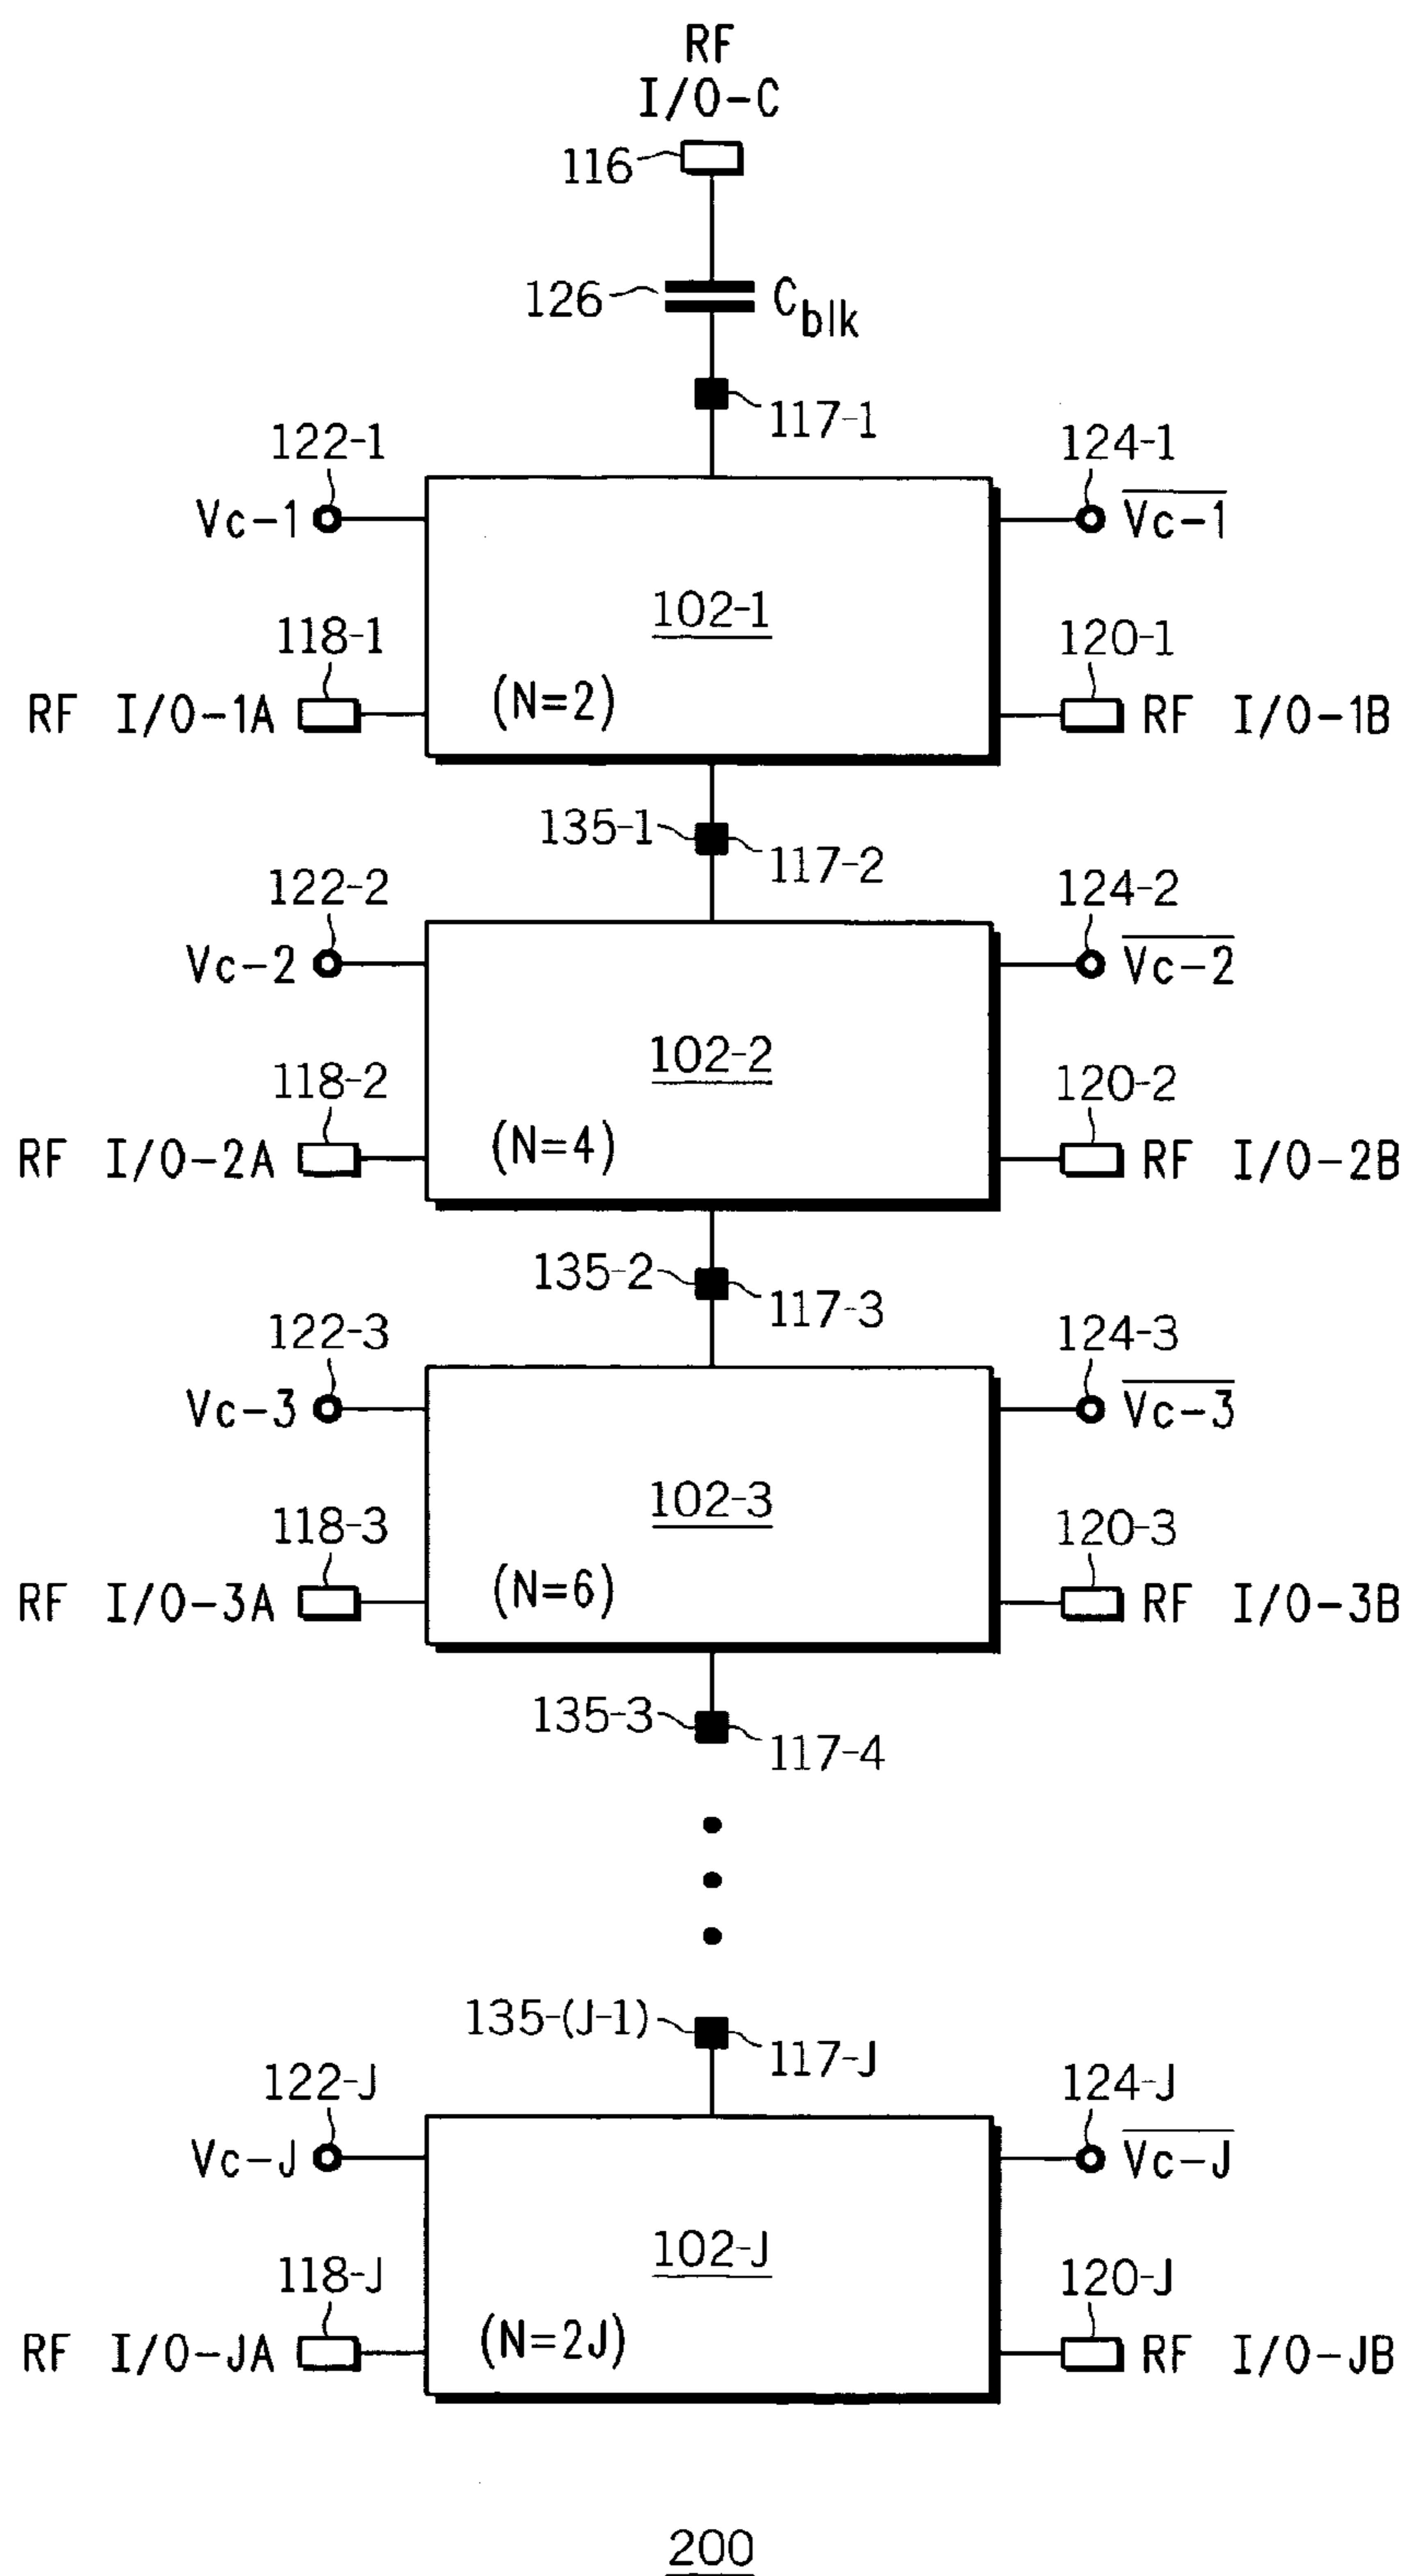 RF
I/O-C
116
126
C_blk
117-1
122-1
124-1
Vc-1
V̅c̅-̅1̅
102-1
118-1
120-1
RF I/O-1A
(N=2)
RF I/O-1B
135-1
117-2
122-2
124-2
Vc-2
V̅c̅-̅2̅
102-2
118-2
120-2
RF I/O-2A
(N=4)
RF I/O-2B
135-2
117-3
122-3
124-3
Vc-3
V̅c̅-̅3̅
102-3
118-3
120-3
RF I/O-3A
(N=6)
RF I/O-3B
135-3
117-4
135-(J-1)
117-J
122-J
124-J
Vc-J
V̅c̅-̅J̅
102-J
118-J
120-J
RF I/O-JA
(N=2J)
RF I/O-JB
200